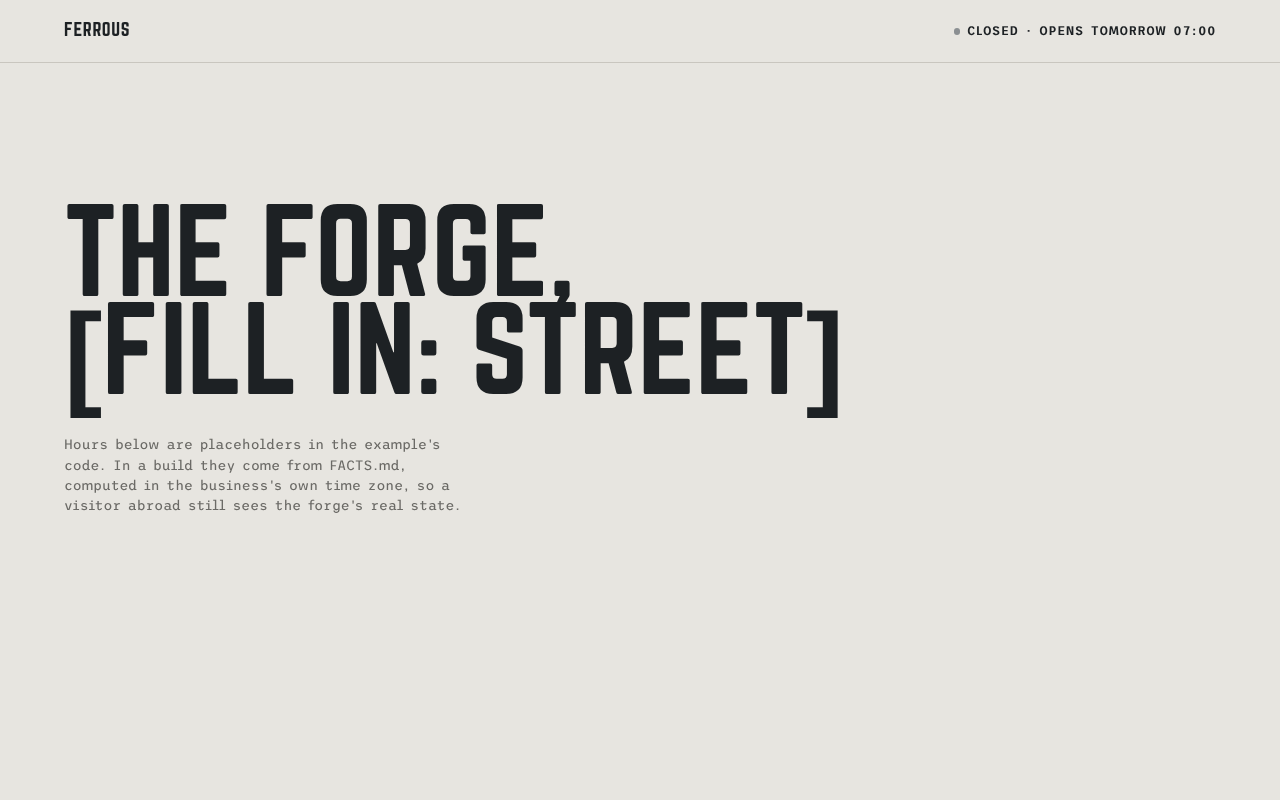 FERROUS
CLOSED · OPENS TOMORROW 07:00
THE FORGE,
[FILL IN: STREET]
Hours below are placeholders in the example's
code. In a build they come from FACTS.md,
computed in the business's own time zone, so a
visitor abroad still sees the forge's real state.